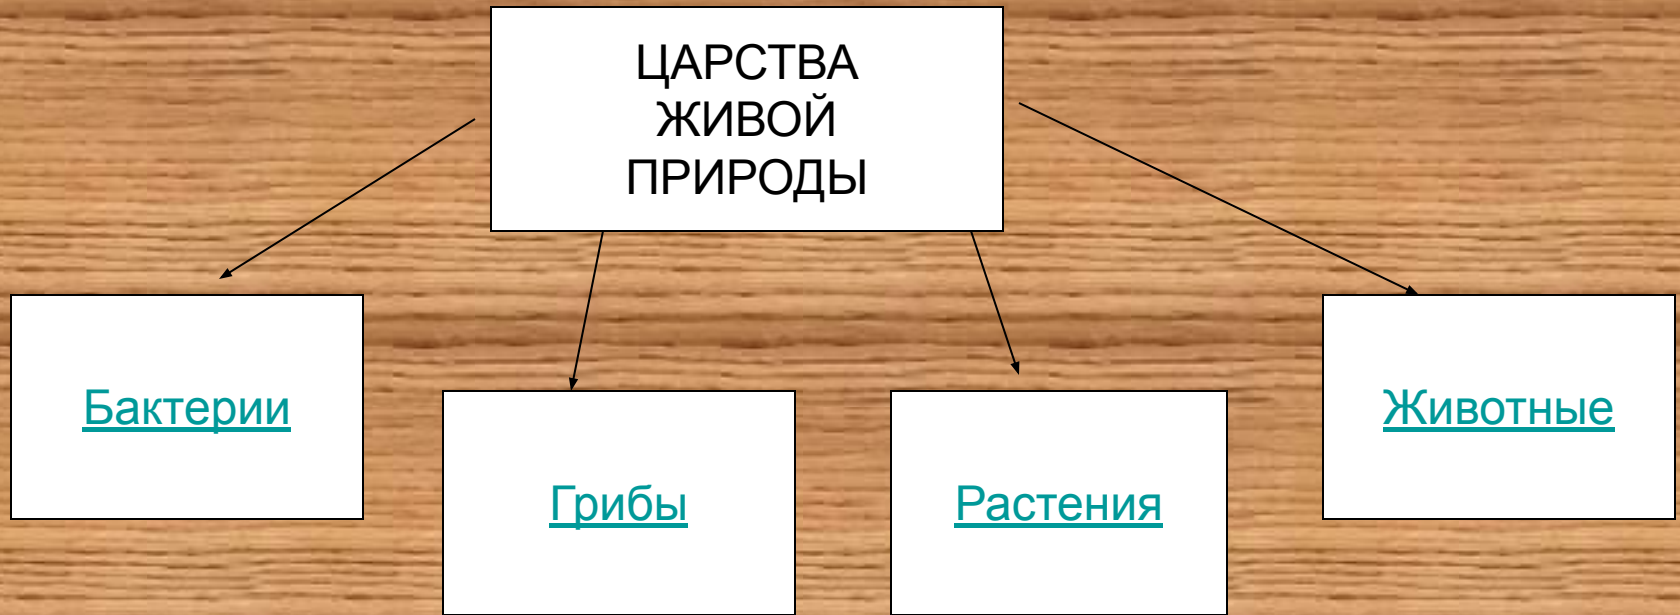 ЦАРСТВА
ЖИВОЙ
ПРИРОДЫ
Бактерии
Грибы
Растения
Животные